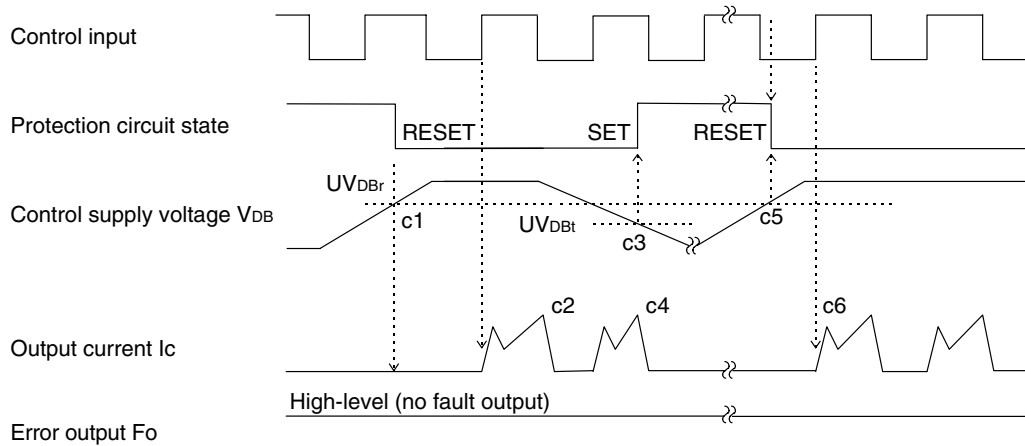 Control input
Protection circuit state
RESET
SET
RESET
UVDBr
Control supply voltage VDB
c1
UVDBt
c3
c5
c2
c4
c6
Output current Ic
High-level (no fault output)
Error output Fo